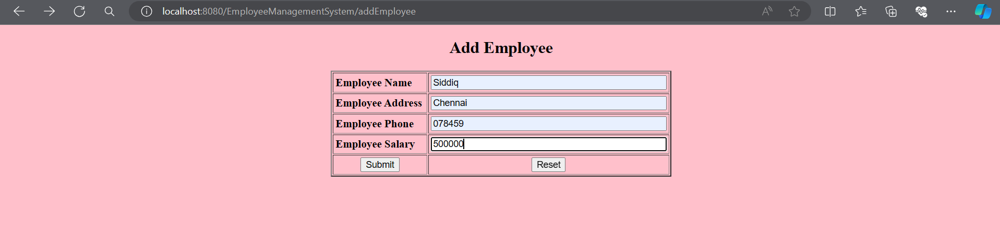 localhost:8080/EmployeeManagementSystem/addEmployee
Add Employee
Employee Name Siddiq
Employee Address Chennai
Employee Phone 078459
Employee Salary 500000
Submit Reset